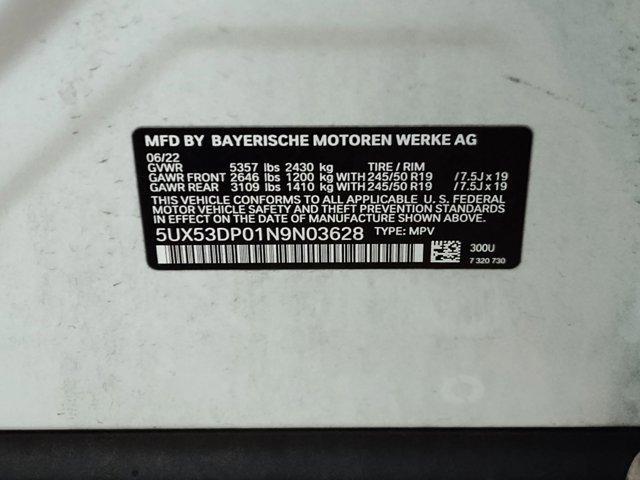 MFD BY BAYERISCHE MOTOREN WERKE AG
06/22
GVWR 5357 lbs 2430 kg TIRE / RIM
GAWR FRONT 2646 lbs 1200 kg WITH 245/50 R19 /7.5J x 19
GAWR REAR 3109 lbs 1410 kg WITH 245/50 R19 /7.5J x 19
THIS VEHICLE CONFORMS TO ALL APPLICABLE U. S. FEDERAL
MOTOR VEHICLE SAFETY AND THEFT PREVENTION STANDARDS
IN EFFECT ON THE DATE OF MANUFACTURE SHOWN ABOVE.
5UX53DP01N9N03628 TYPE: MPV
300U
7 320 730